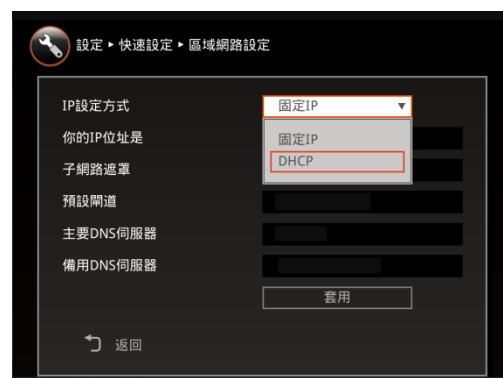 設定 ▸ 快速設定 ▸ 區域網路設定
IP設定方式 固定IP ▼
固定IP
DHCP
你的IP位址是
子網路遮罩
預設閘道
主要DNS伺服器
備用DNS伺服器
套用
返回